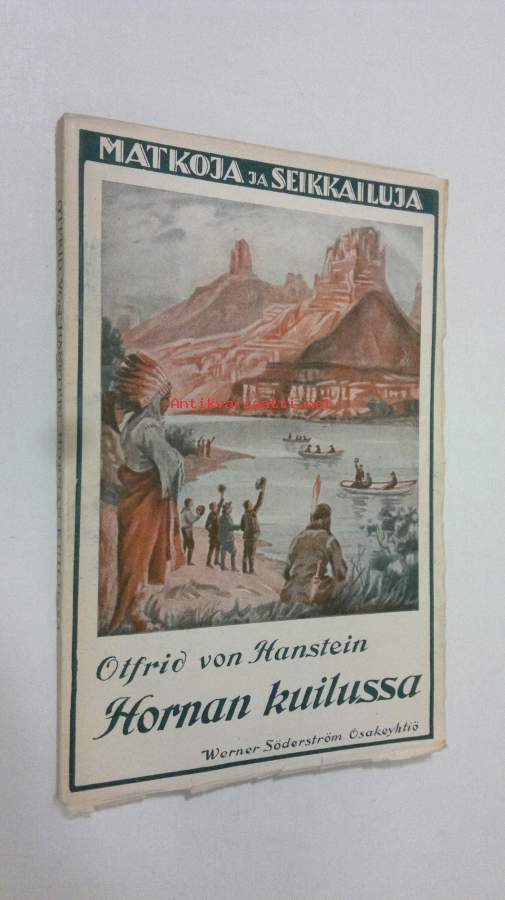 MATKOJA JA SEIKKAILUJA
Antikvariaatti.net
Otfrid von Hanstein
Hornan kuilussa
Werner Söderström Osakeyhtiö